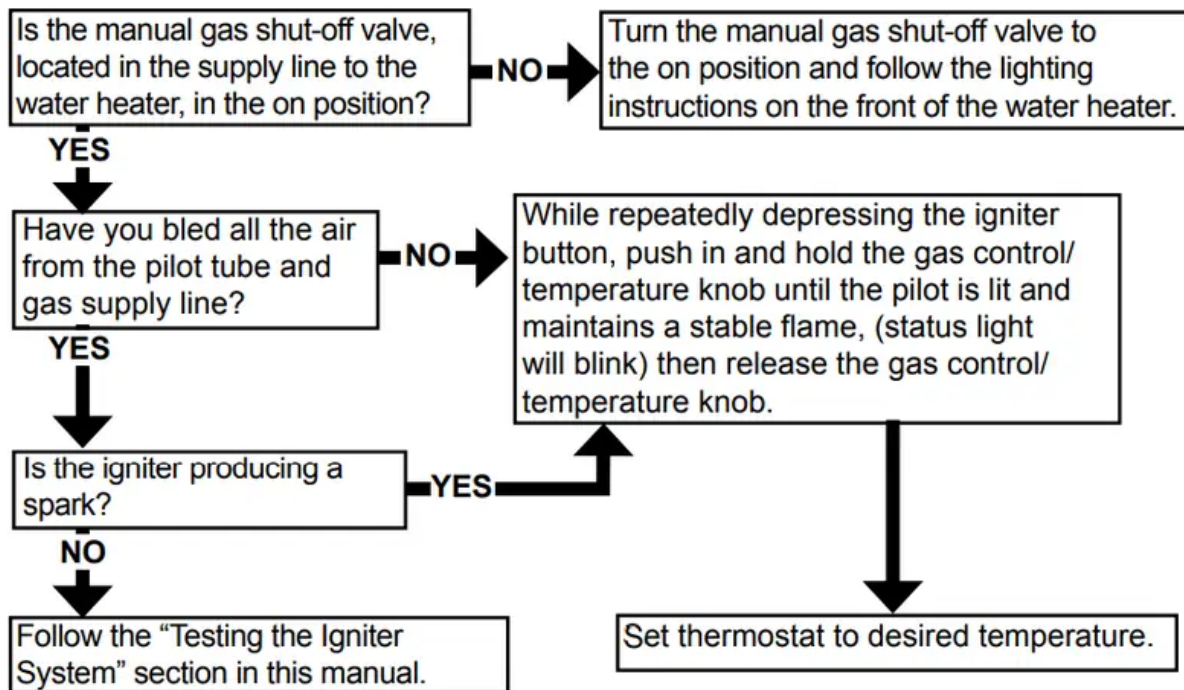 Is the manual gas shut-off valve,
located in the supply line to the
water heater, in the on position?
NO
Turn the manual gas shut-off valve to
the on position and follow the lighting
instructions on the front of the water heater.
YES
Have you bled all the air
from the pilot tube and
gas supply line?
NO
While repeatedly depressing the igniter
button, push in and hold the gas control/
temperature knob until the pilot is lit and
maintains a stable flame, (status light
will blink) then release the gas control/
temperature knob.
YES
Is the igniter producing a
spark?
YES
NO
Follow the “Testing the Igniter
System” section in this manual.
Set thermostat to desired temperature.